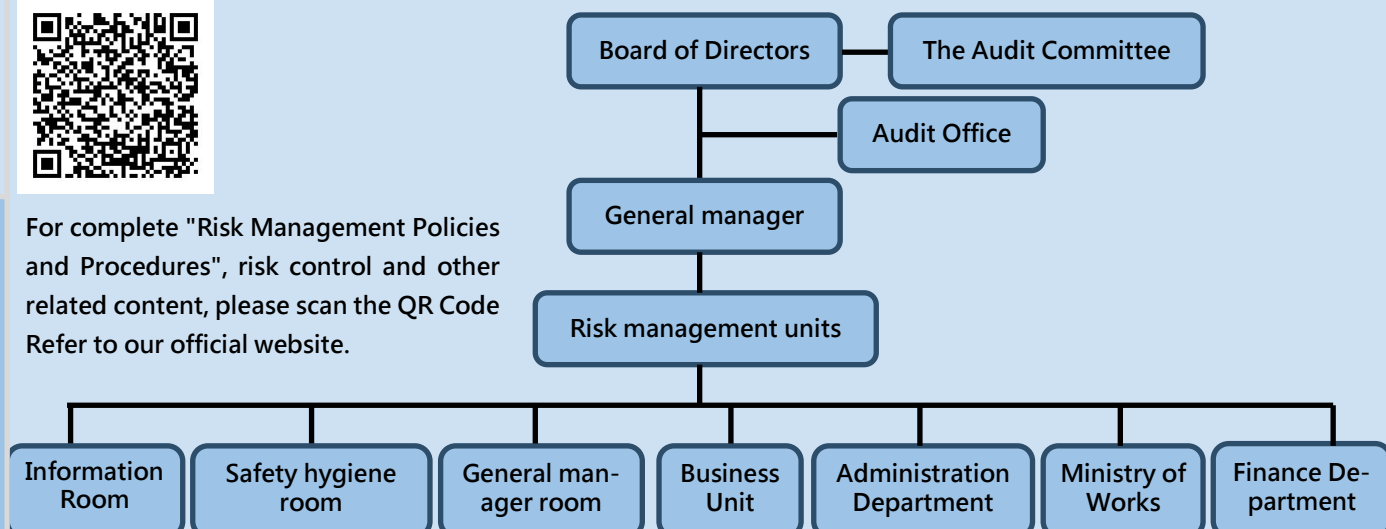 Board of Directors
The Audit Committee
Audit Office
General manager
For complete "Risk Management Policies
and Procedures", risk control and other
related content, please scan the QR Code
Refer to our official website.
Risk management units
Information
Room
Safety hygiene
room
General man-
ager room
Business
Unit
Administration
Department
Ministry of
Works
Finance De-
partment